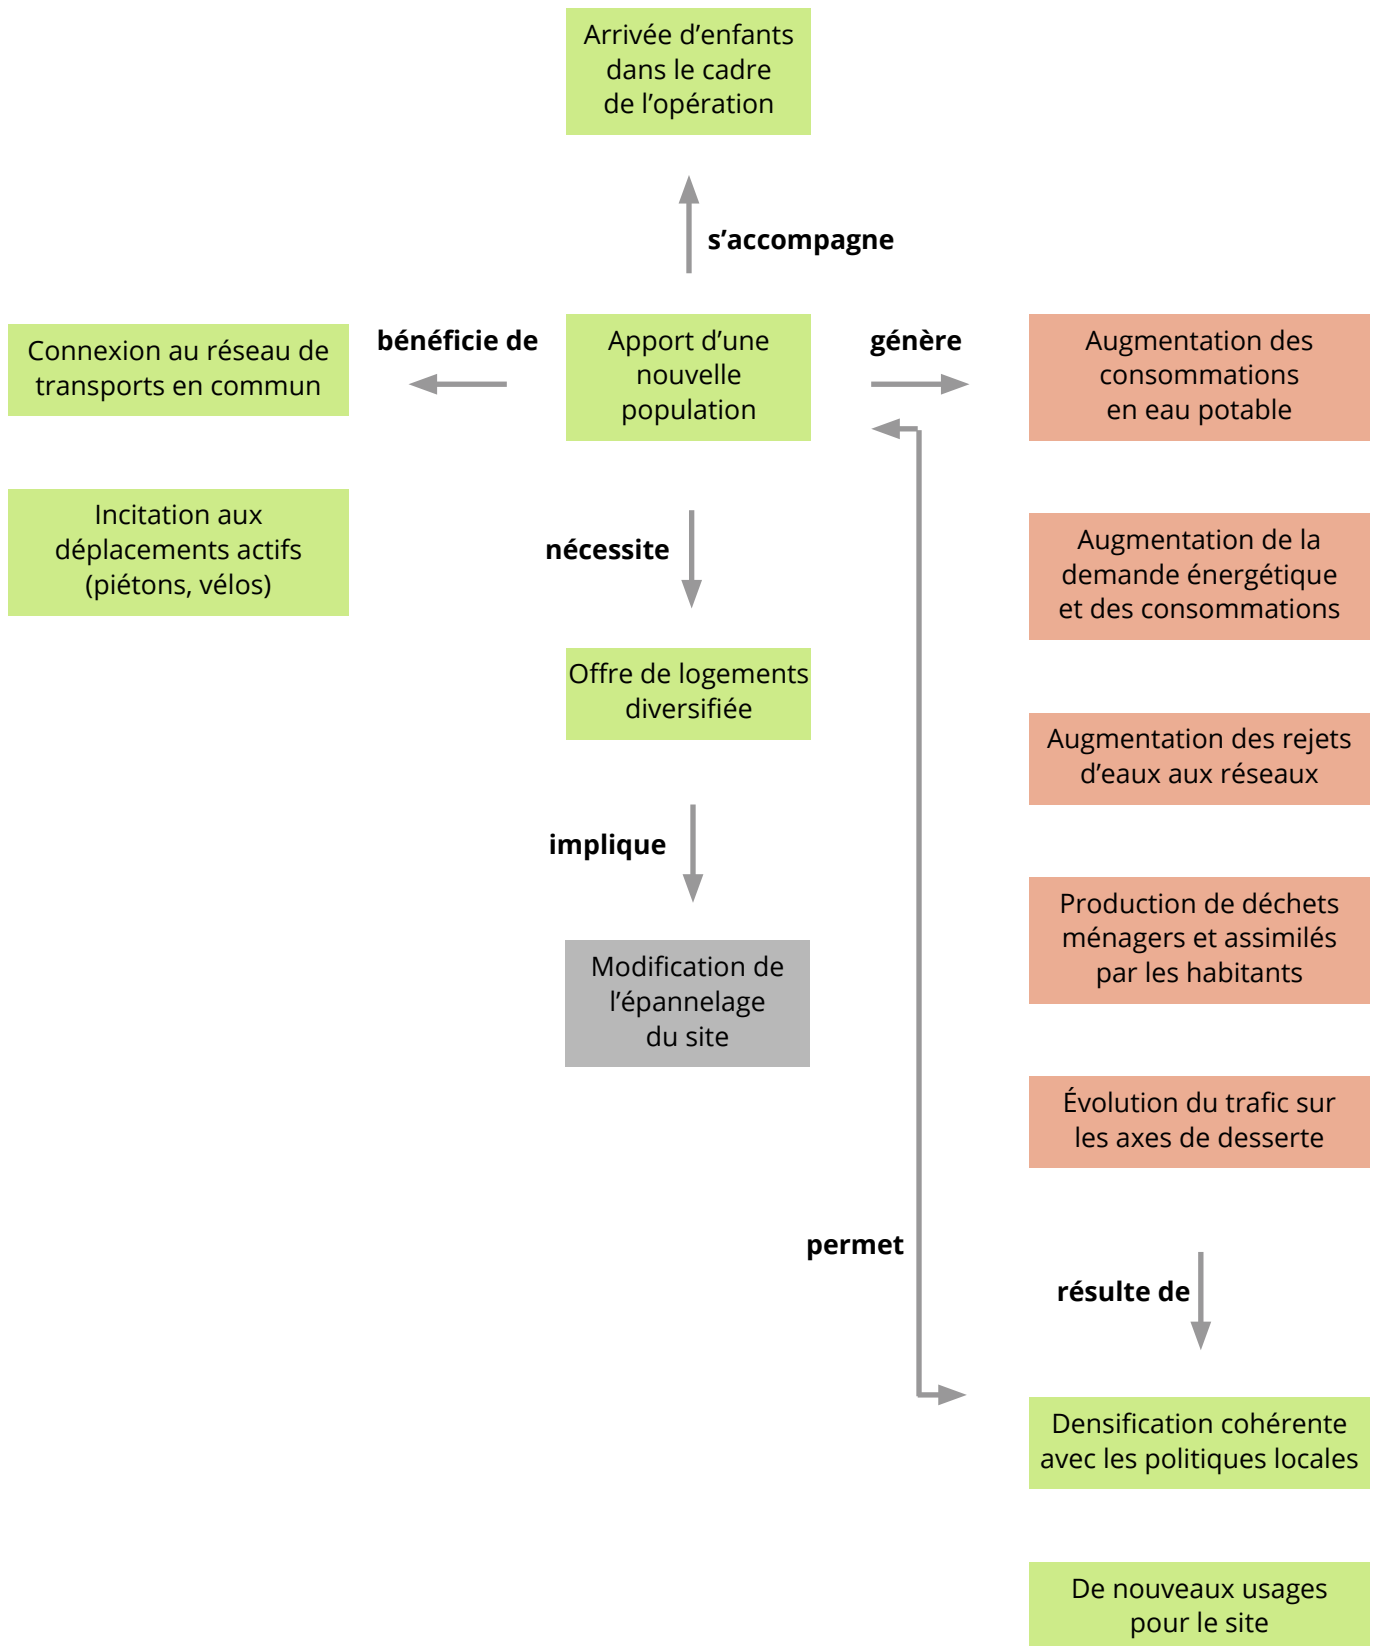 Arrivée d’enfants
dans le cadre
de l’opération
s’accompagne
Connexion au réseau de
transports en commun
bénéficie de
Apport d’une
nouvelle
population
génère
Augmentation des
consommations
en eau potable
Incitation aux
déplacements actifs
(piétons, vélos)
nécessite
Augmentation de la
demande énergétique
et des consommations
Offre de logements
diversifiée
Augmentation des rejets
d’eaux aux réseaux
implique
Production de déchets
ménagers et assimilés
par les habitants
Modification de
l’épannelage
du site
Évolution du trafic sur
les axes de desserte
permet
résulte de
Densification cohérente
avec les politiques locales
De nouveaux usages
pour le site